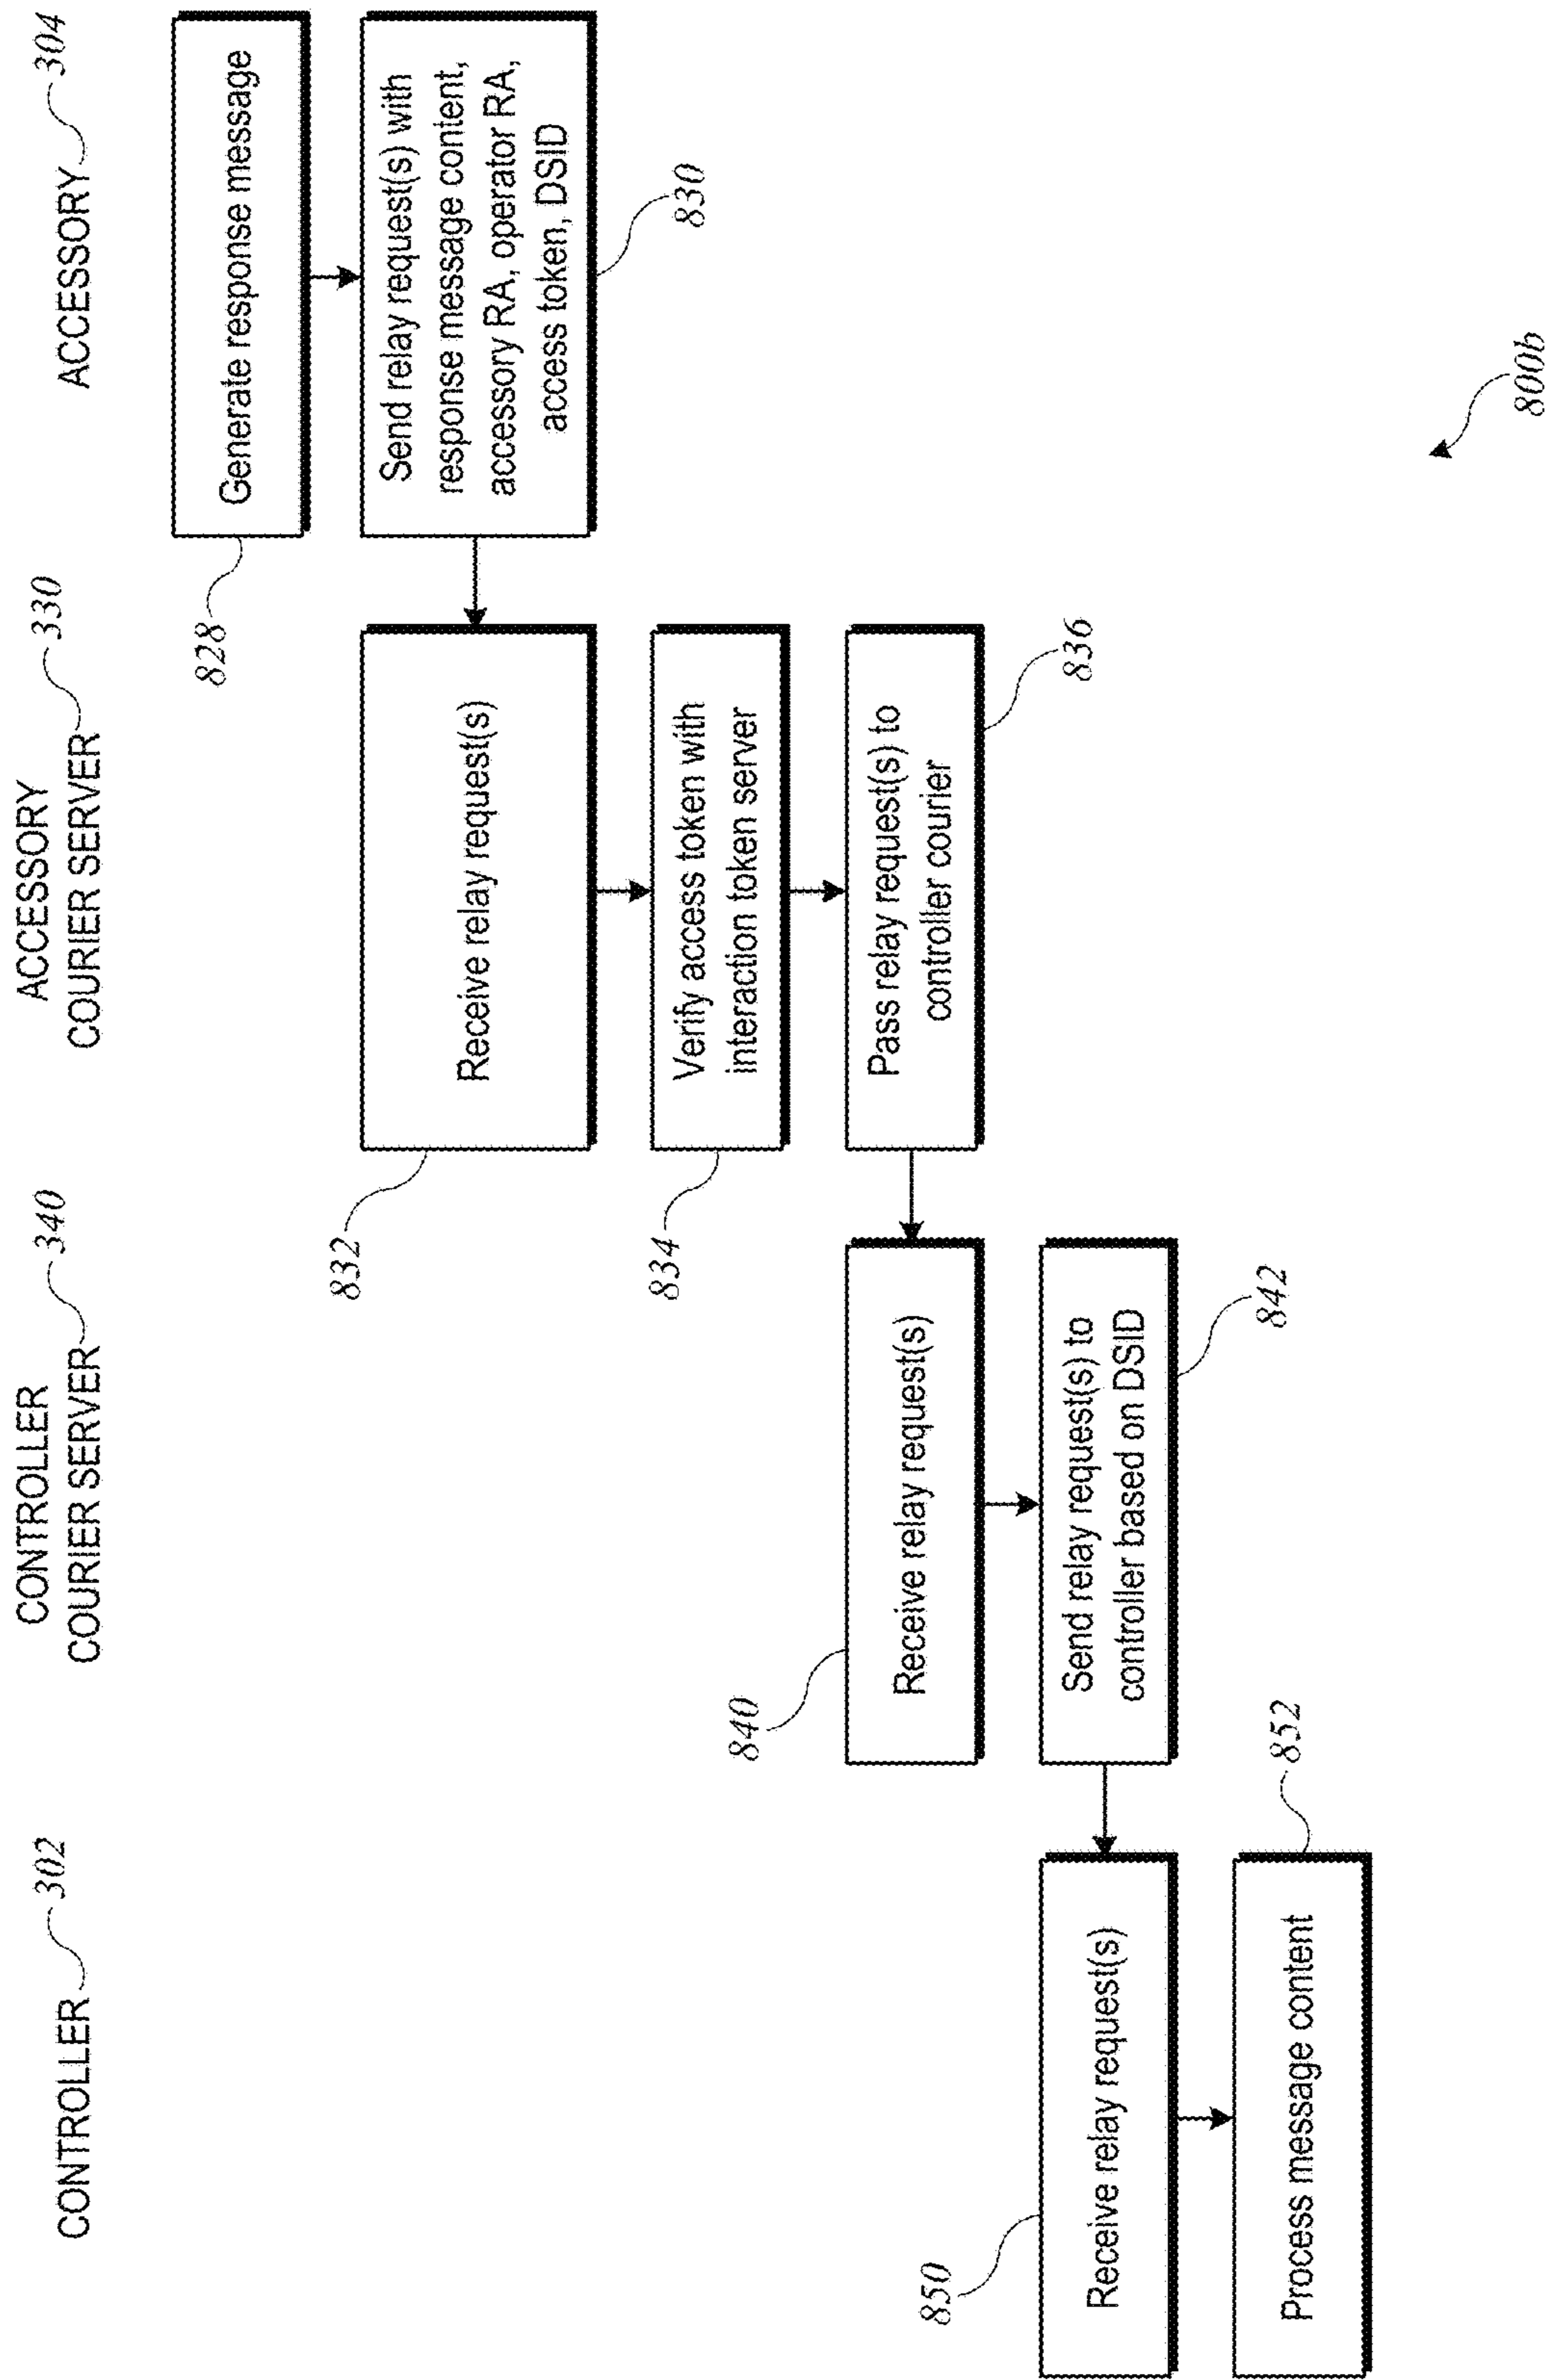 CONTROLLER 302
CONTROLLER
COURIER SERVER 340
ACCESSORY
COURIER SERVER 330
ACCESSORY 304
828
Generate response message
Send relay request(s) with
response message content,
accessory RA, operator RA,
access token, DSID
830
832
Receive relay request(s)
834
Verify access token with
interaction token server
Pass relay request(s) to
controller courier
836
840
Receive relay request(s)
Send relay request(s) to
controller based on DSID
842
850
Receive relay request(s)
Process message content
852
800b